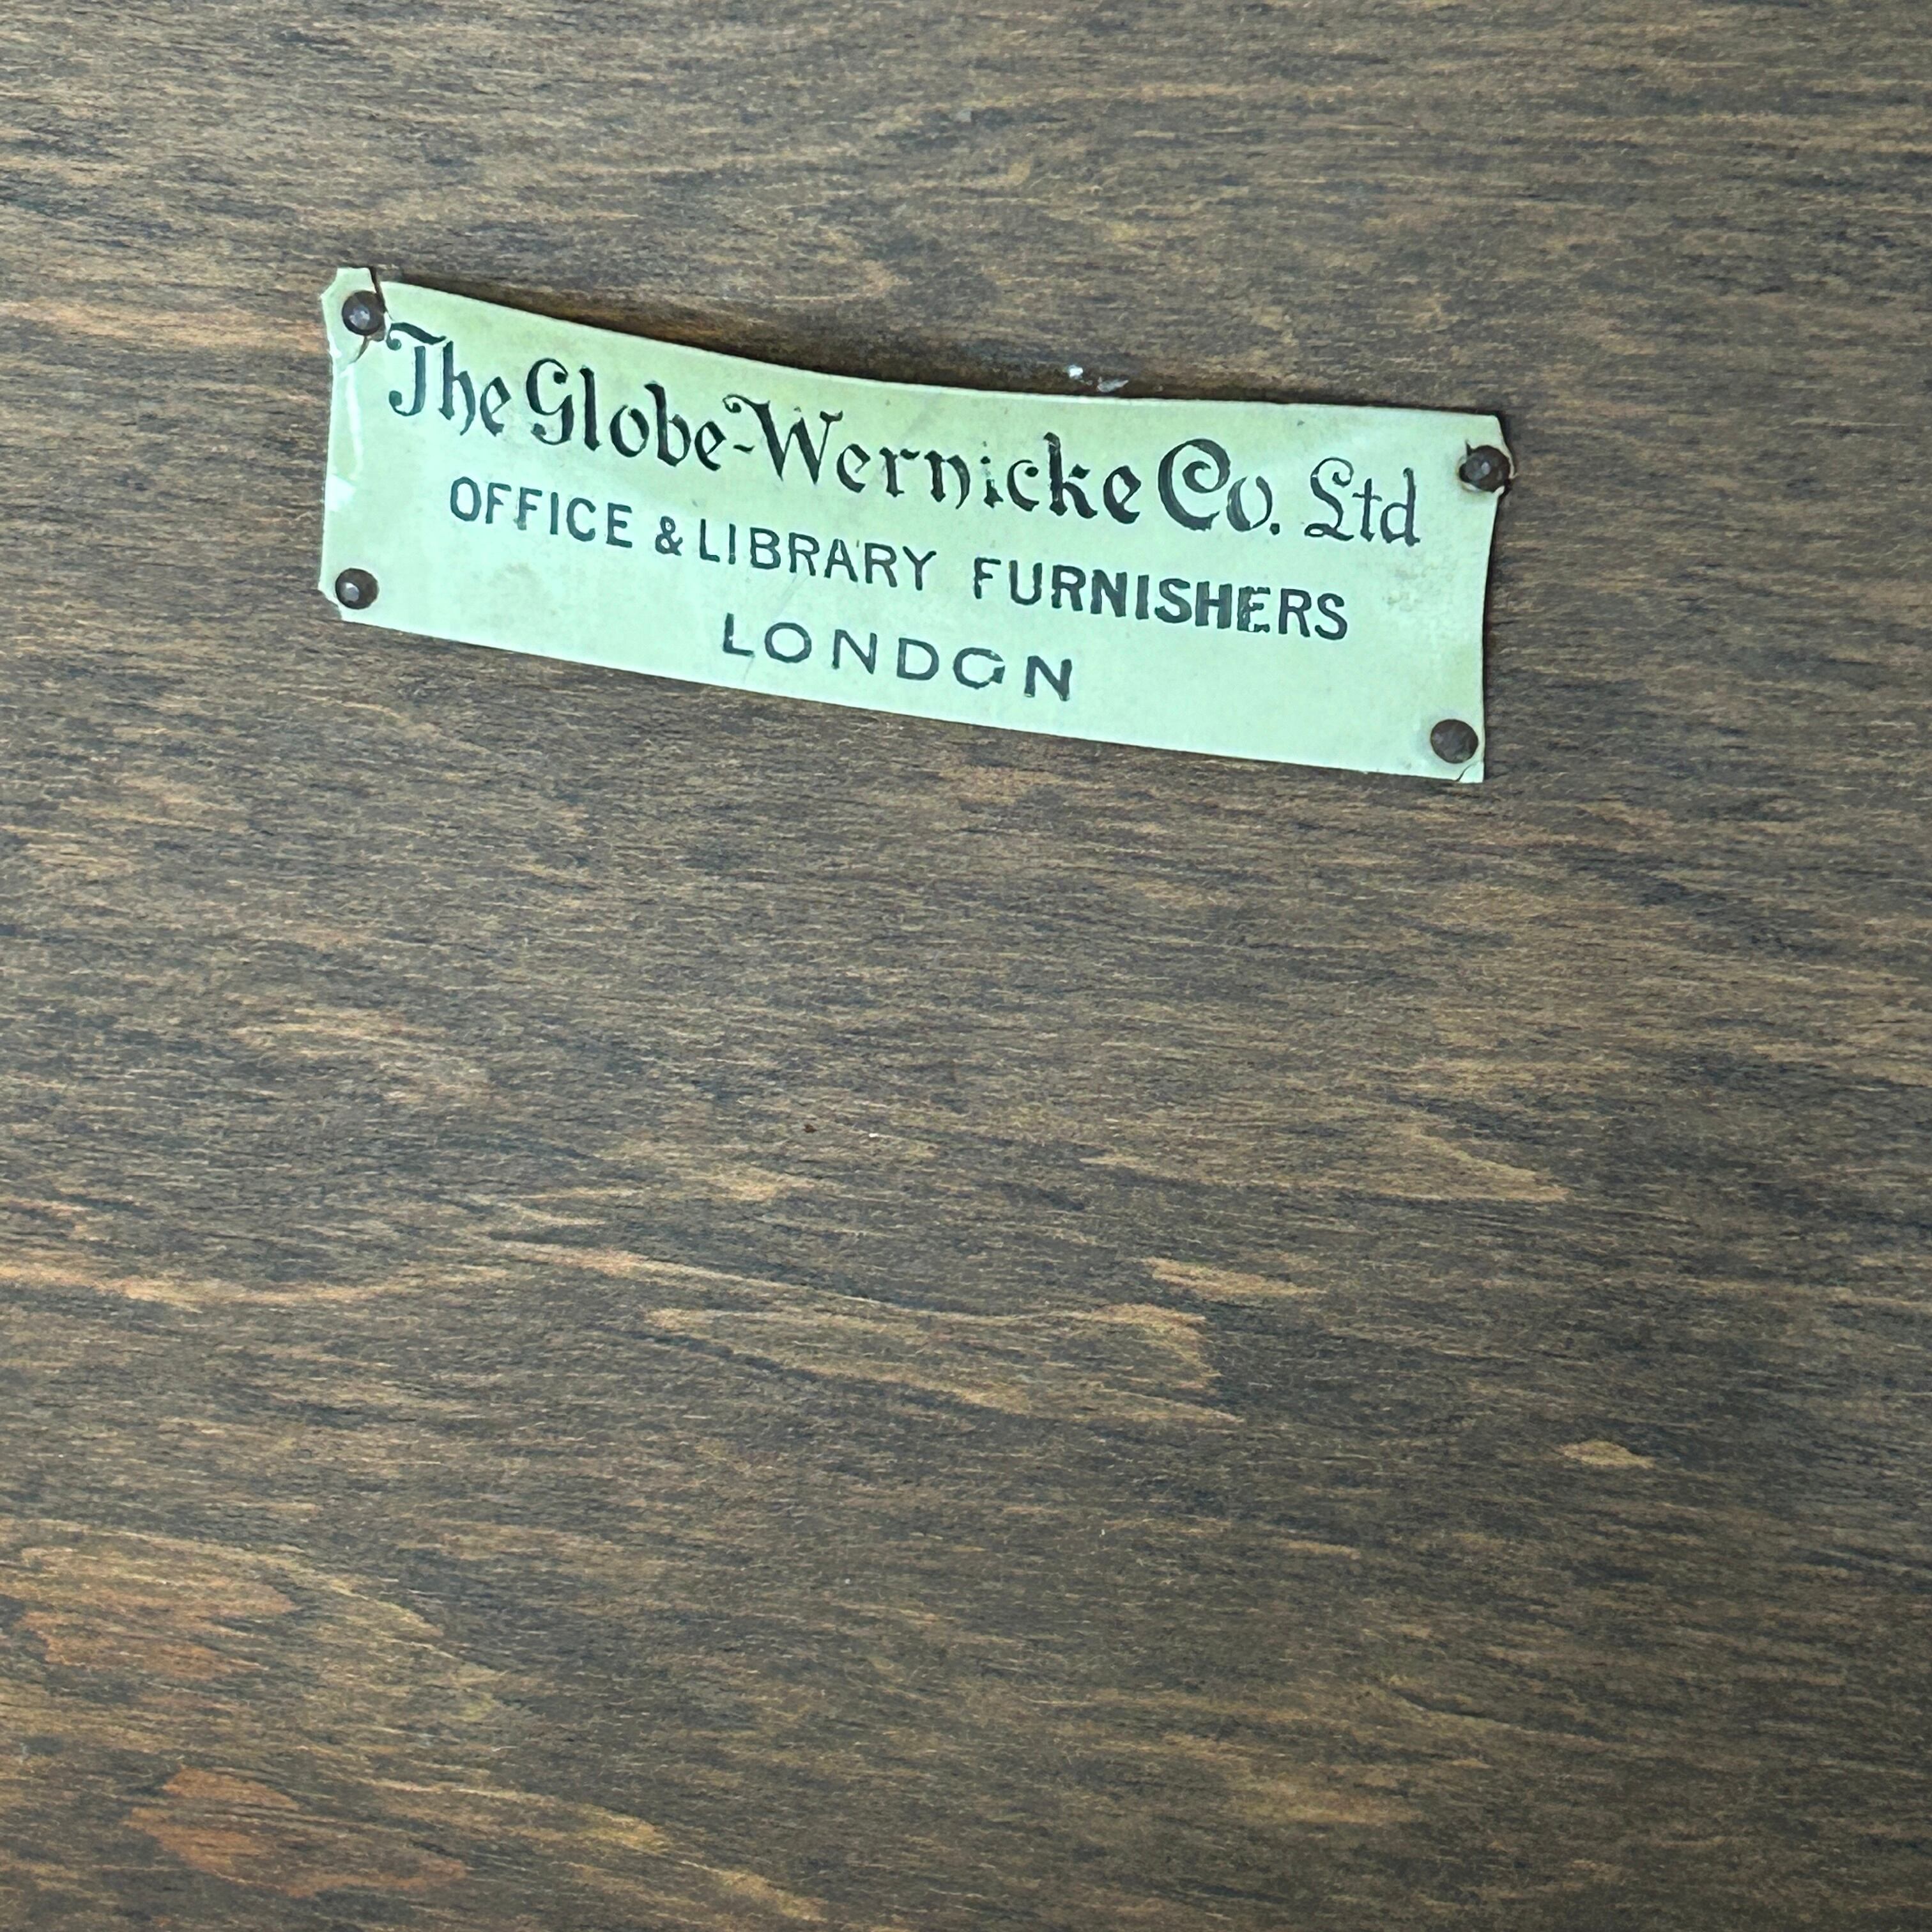 The Globe-Wernicke Co. Ltd
OFFICE & LIBRARY FURNISHERS
LONDON